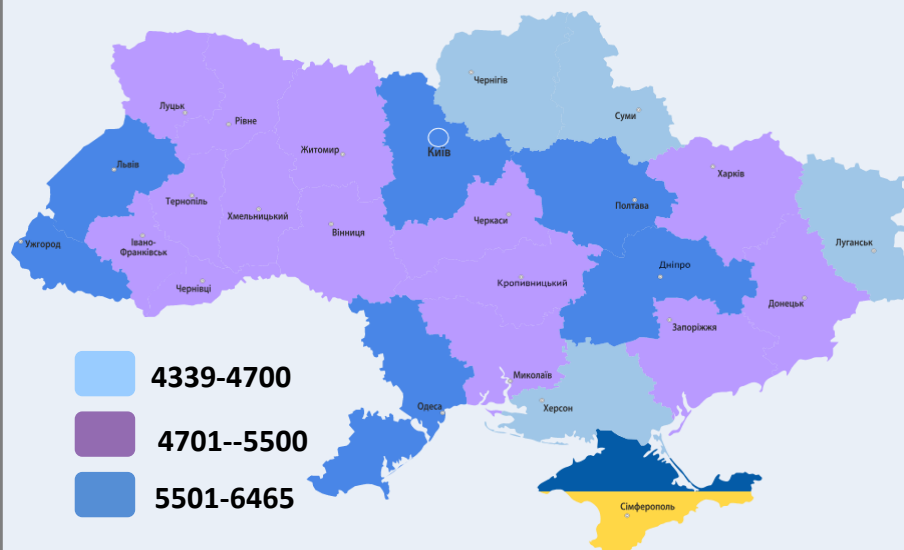 Чернігів
Суми
Луцьк
Рівне
Київ
Житомир
Харків
Львів
Тернопіль
Полтава
Хмельницький
Черкаси
Вінниця
Ужгород
Івано-
Франківськ
Луганськ
Дніпро
Чернівці
Кропивницький
Донецьк
Запоріжжя
Миколаїв
Одеса
Херсон
Сімферополь
4339-4700
4701--5500
5501-6465